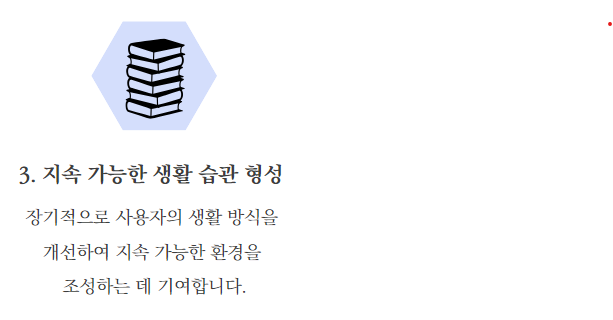 3. 지속 가능한 생활 습관 형성
장기적으로 사용자의 생활 방식을
개선하여 지속 가능한 환경을
조성하는 데 기여합니다.